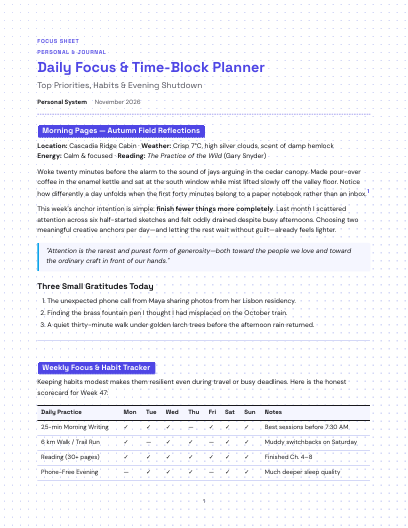 FOCUS SHEET
PERSONAL & JOURNAL
Daily Focus & Time-Block Planner
Top Priorities, Habits & Evening Shutdown
Personal System November 2026
Morning Pages — Autumn Field Reflections
Location: Cascadia Ridge Cabin · Weather: Crisp 7°C, high silver clouds, scent of damp hemlock
Energy: Calm & focused · Reading: The Practice of the Wild (Gary Snyder)
Woke twenty minutes before the alarm to the sound of jays arguing in the cedar canopy. Made pour-over
coffee in the enamel kettle and sat at the south window while mist lifted slowly off the valley floor. Notice
how differently a day unfolds when the first forty minutes belong to a paper notebook rather than an inbox.1
This week's anchor intention is simple: finish fewer things more completely. Last month I scattered
attention across six half-started sketches and felt oddly drained despite busy afternoons. Choosing two
meaningful creative anchors per day—and letting the rest wait without guilt—already feels lighter.
"Attention is the rarest and purest form of generosity—both toward the people we love and toward
the ordinary craft in front of our hands."
Three Small Gratitudes Today
1. The unexpected phone call from Maya sharing photos from her Lisbon residency.
2. Finding the brass fountain pen I thought I had misplaced on the October train.
3. A quiet thirty-minute walk under golden larch trees before the afternoon rain returned.
Weekly Focus & Habit Tracker
Keeping habits modest makes them resilient even during travel or busy deadlines. Here is the honest
scorecard for Week 47:
Daily Practice Mon Tue Wed Thu Fri Sat Sun Notes
25-min Morning Writing ✓ ✓ ✓ — ✓ ✓ ✓ Best sessions before 7:30 AM
6 km Walk / Trail Run ✓ — ✓ ✓ — ✓ ✓ Muddy switchbacks on Saturday
Reading (30+ pages) ✓ ✓ ✓ ✓ ✓ ✓ ✓ Finished Ch. 4–8
Phone-Free Evening — ✓ ✓ ✓ — ✓ ✓ Much deeper sleep quality
1